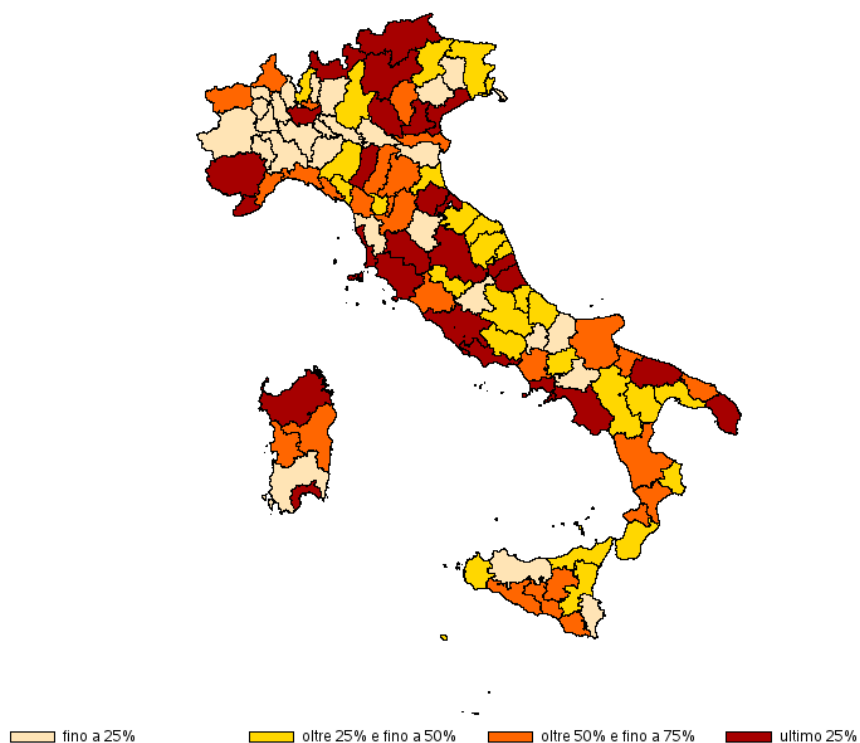 fino a 25%
oltre 25% e fino a 50%
oltre 50% e fino a 75%
ultimo 25%